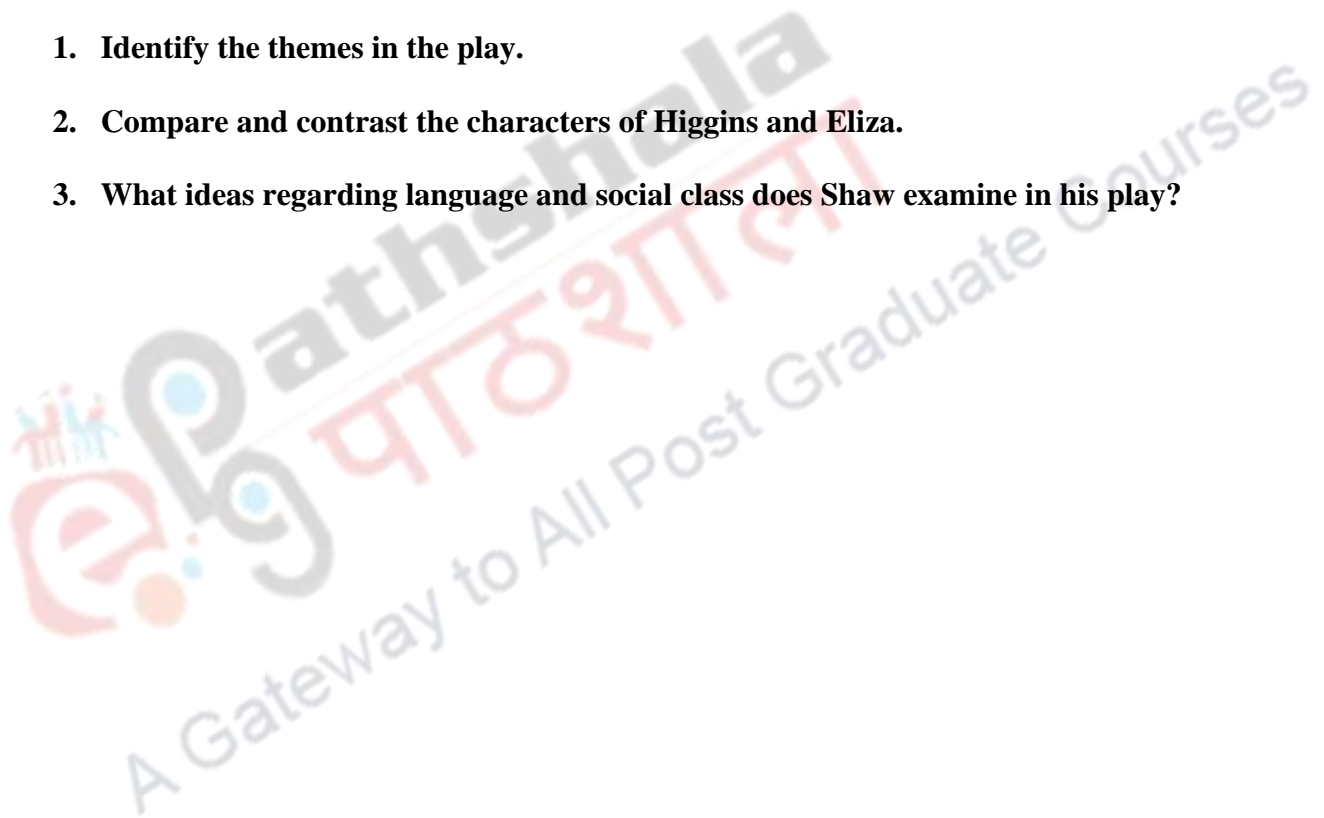 1. Identify the themes in the play.
2. Compare and contrast the characters of Higgins and Eliza.
3. What ideas regarding language and social class does Shaw examine in his play?
ePathshala
पाठशाला
A Gateway to All Post Graduate Courses